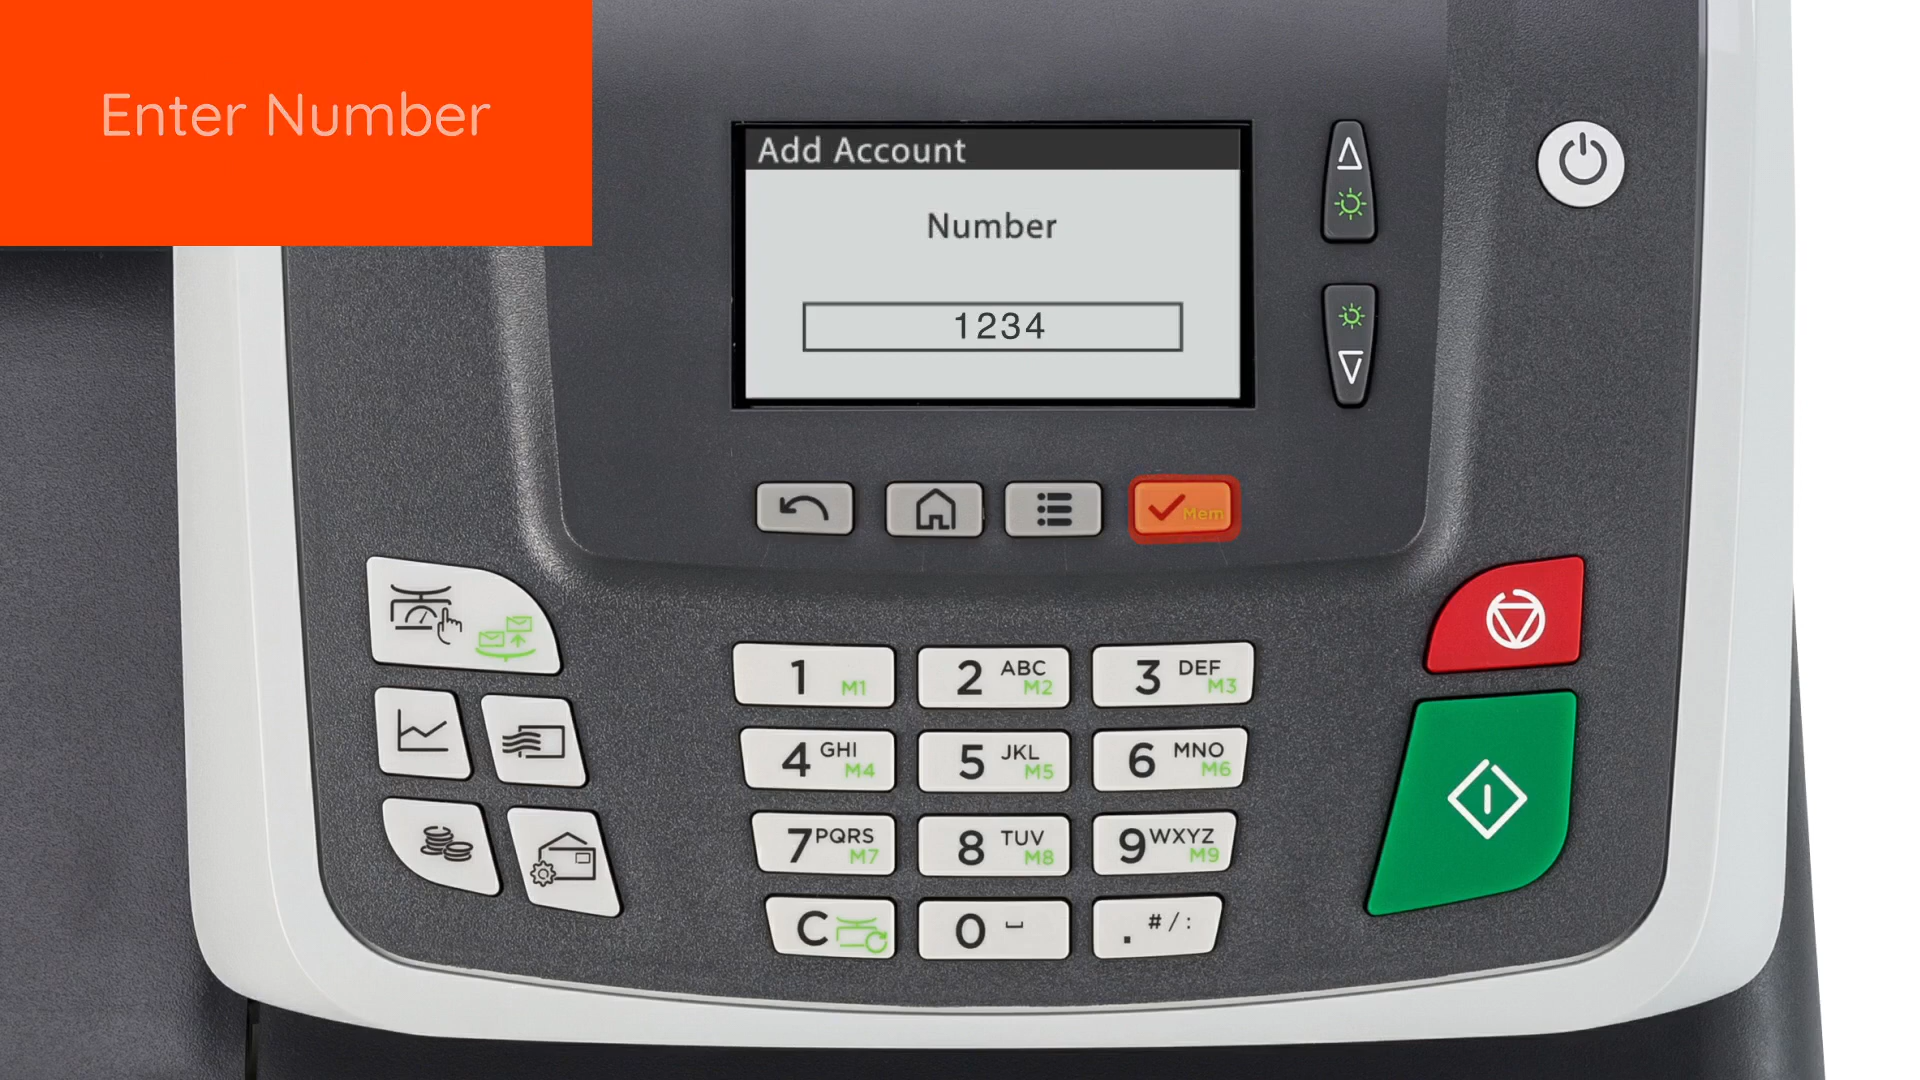 Enter Number
Add Account
Number
1234
Mem
1 M1
2 ABC M2
3 DEF M3
4 GHI M4
5 JKL M5
6 MNO M6
7 PQRS M7
8 TUV M8
9 WXYZ M9
C
0 ⎵
. # / :